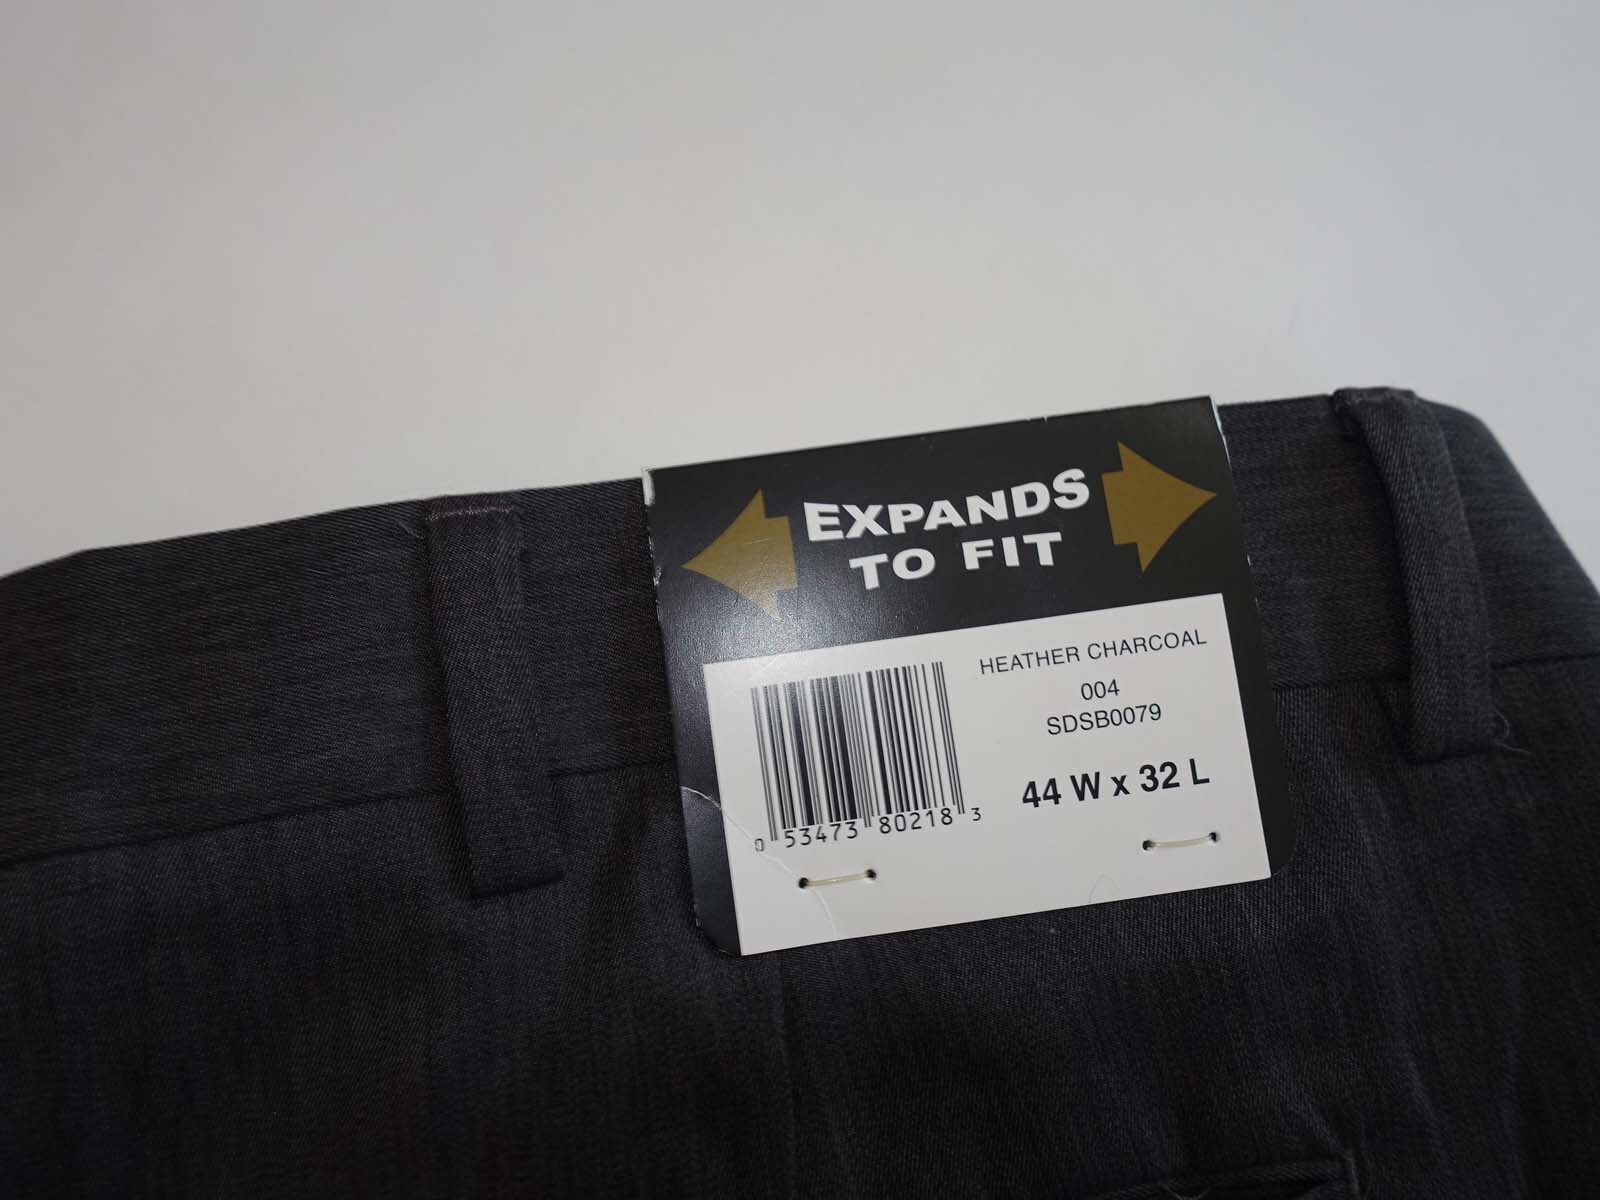 EXPANDS
TO FIT
HEATHER CHARCOAL
004
SDSB0079
44 W x 32 L
0 53473 80218 3